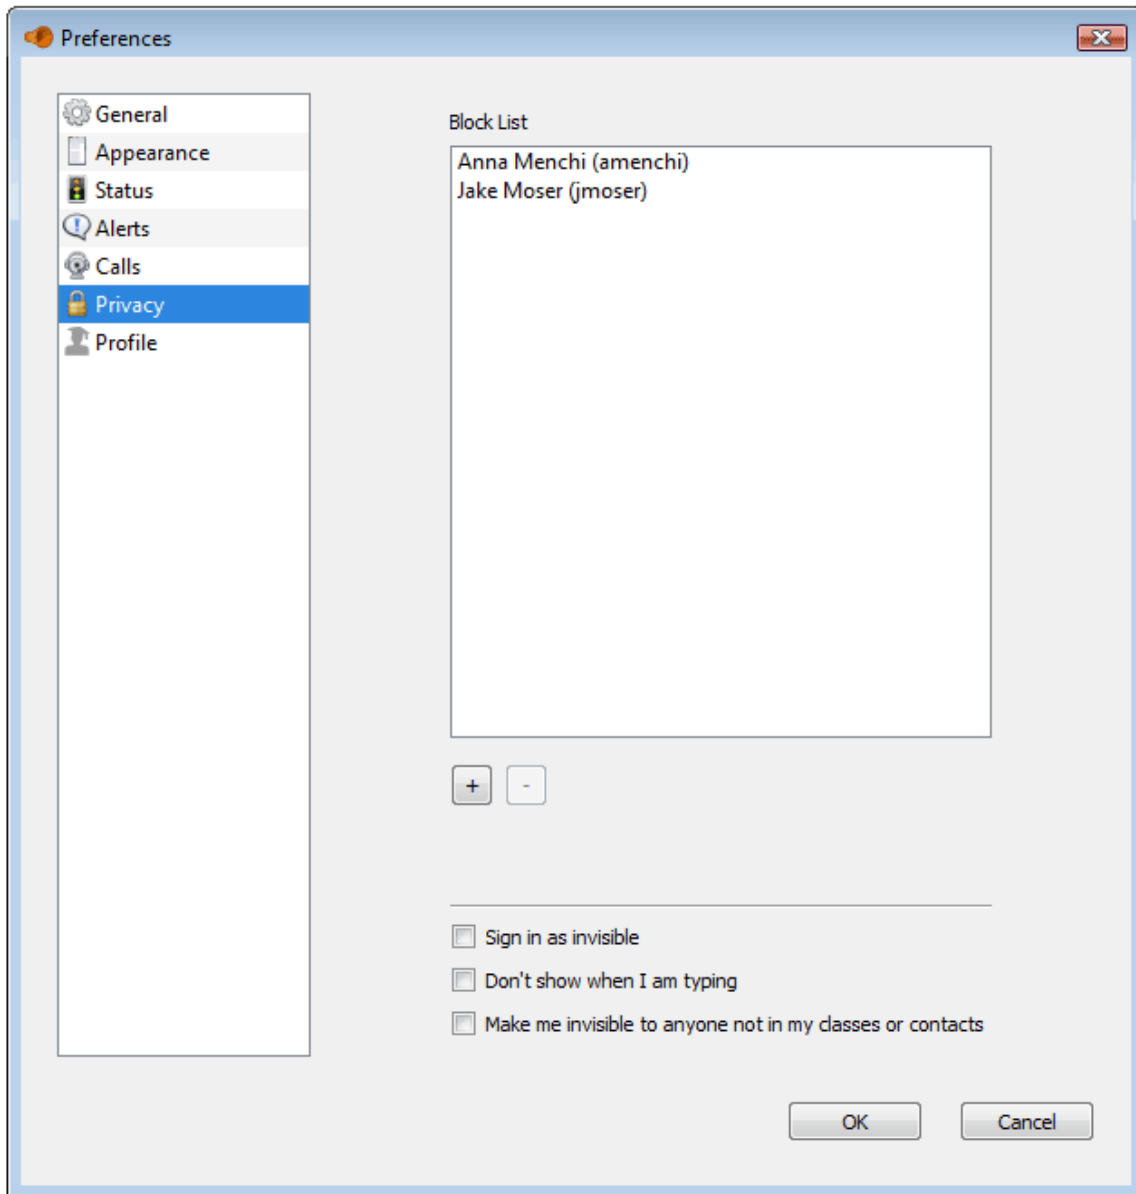 Preferences
General
Appearance
Status
Alerts
Calls
Privacy
Profile
Block List
Anna Menchi (amenchi)
Jake Moser (jmoser)
+ -
Sign in as invisible
Don't show when I am typing
Make me invisible to anyone not in my classes or contacts
OK Cancel